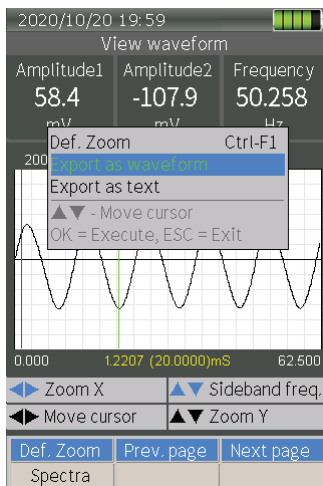 2020/10/20 19:59
View waveform
Amplitude1 Amplitude2 Frequency
58.4 -107.9 50.258
mV mV Hz
Def. Zoom Ctrl-F1
200
Export as waveform
Export as text
▲▼ - Move cursor
OK = Execute, ESC = Exit
0.000 1.2207 (20.0000)mS 62.500
◀▶ Zoom X ▲▼ Sideband freq.
◀▶ Move cursor ▲▼ Zoom Y
Def. Zoom Prev. page Next page
Spectra